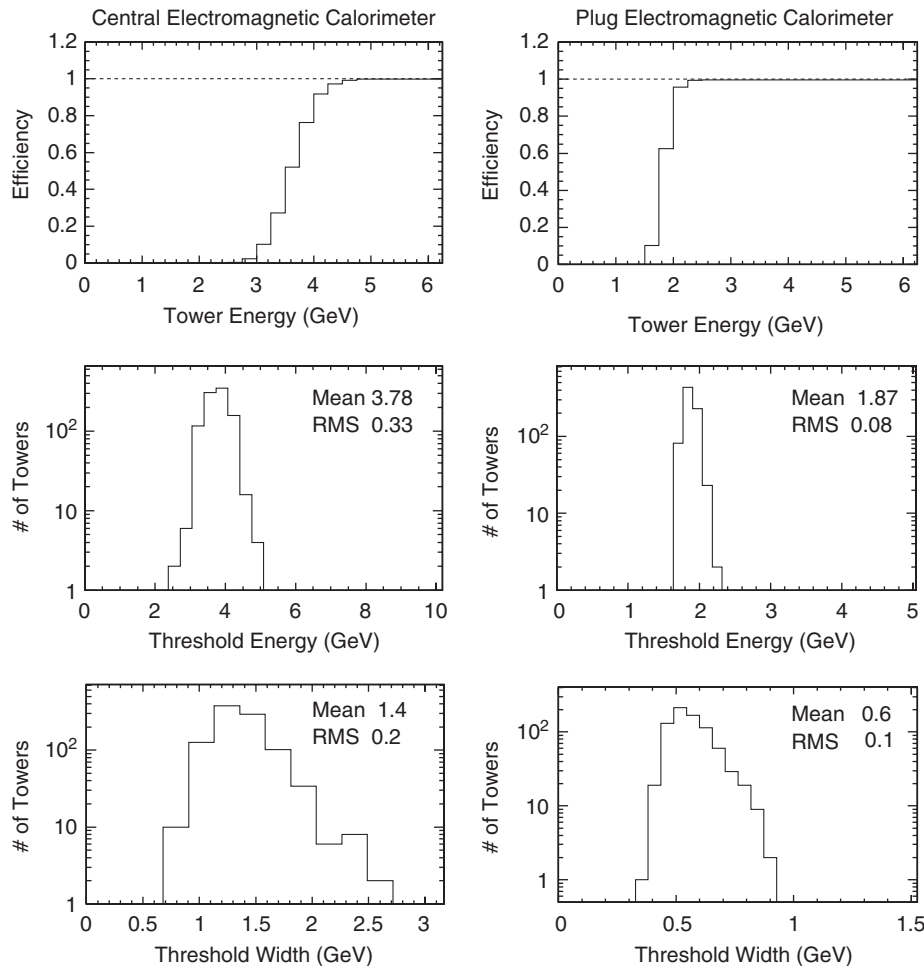 Central Electromagnetic Calorimeter
1.2
1
0.8
0.6
0.4
0.2
0
Efficiency
0 1 2 3 4 5 6
Tower Energy (GeV)
Plug Electromagnetic Calorimeter
1.2
1
0.8
0.6
0.4
0.2
0
Efficiency
0 1 2 3 4 5 6
Tower Energy (GeV)
Mean 3.78
RMS 0.33
10²
10
1
# of Towers
0 2 4 6 8 10
Threshold Energy (GeV)
Mean 1.87
RMS 0.08
10²
10
1
# of Towers
0 1 2 3 4 5
Threshold Energy (GeV)
Mean 1.4
RMS 0.2
10²
10
1
# of Towers
0 0.5 1 1.5 2 2.5 3
Threshold Width (GeV)
Mean 0.6
RMS 0.1
10²
10
1
# of Towers
0 0.5 1 1.5
Threshold Width (GeV)